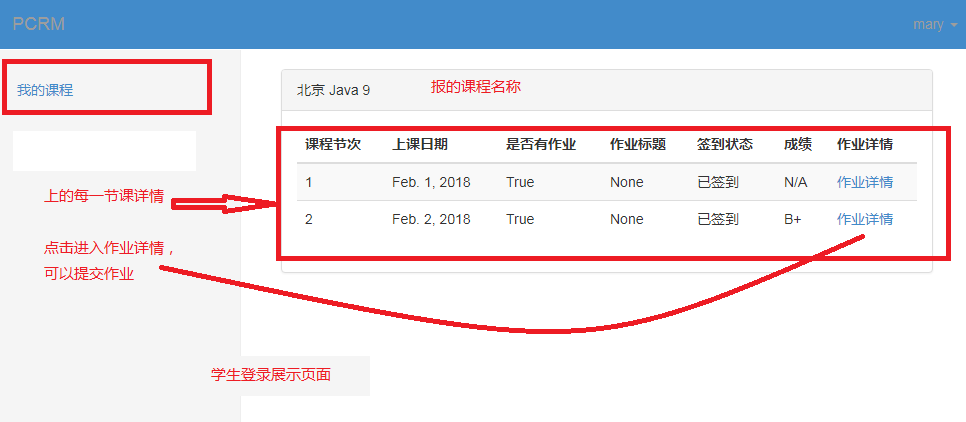 PCRM
mary
我的课程
北京 Java 9
报的课程名称
课程节次 上课日期 是否有作业 作业标题 签到状态 成绩 作业详情
1 Feb. 1, 2018 True None 已签到 N/A 作业详情
2 Feb. 2, 2018 True None 已签到 B+ 作业详情
上的每一节课详情
点击进入作业详情，
可以提交作业
学生登录展示页面